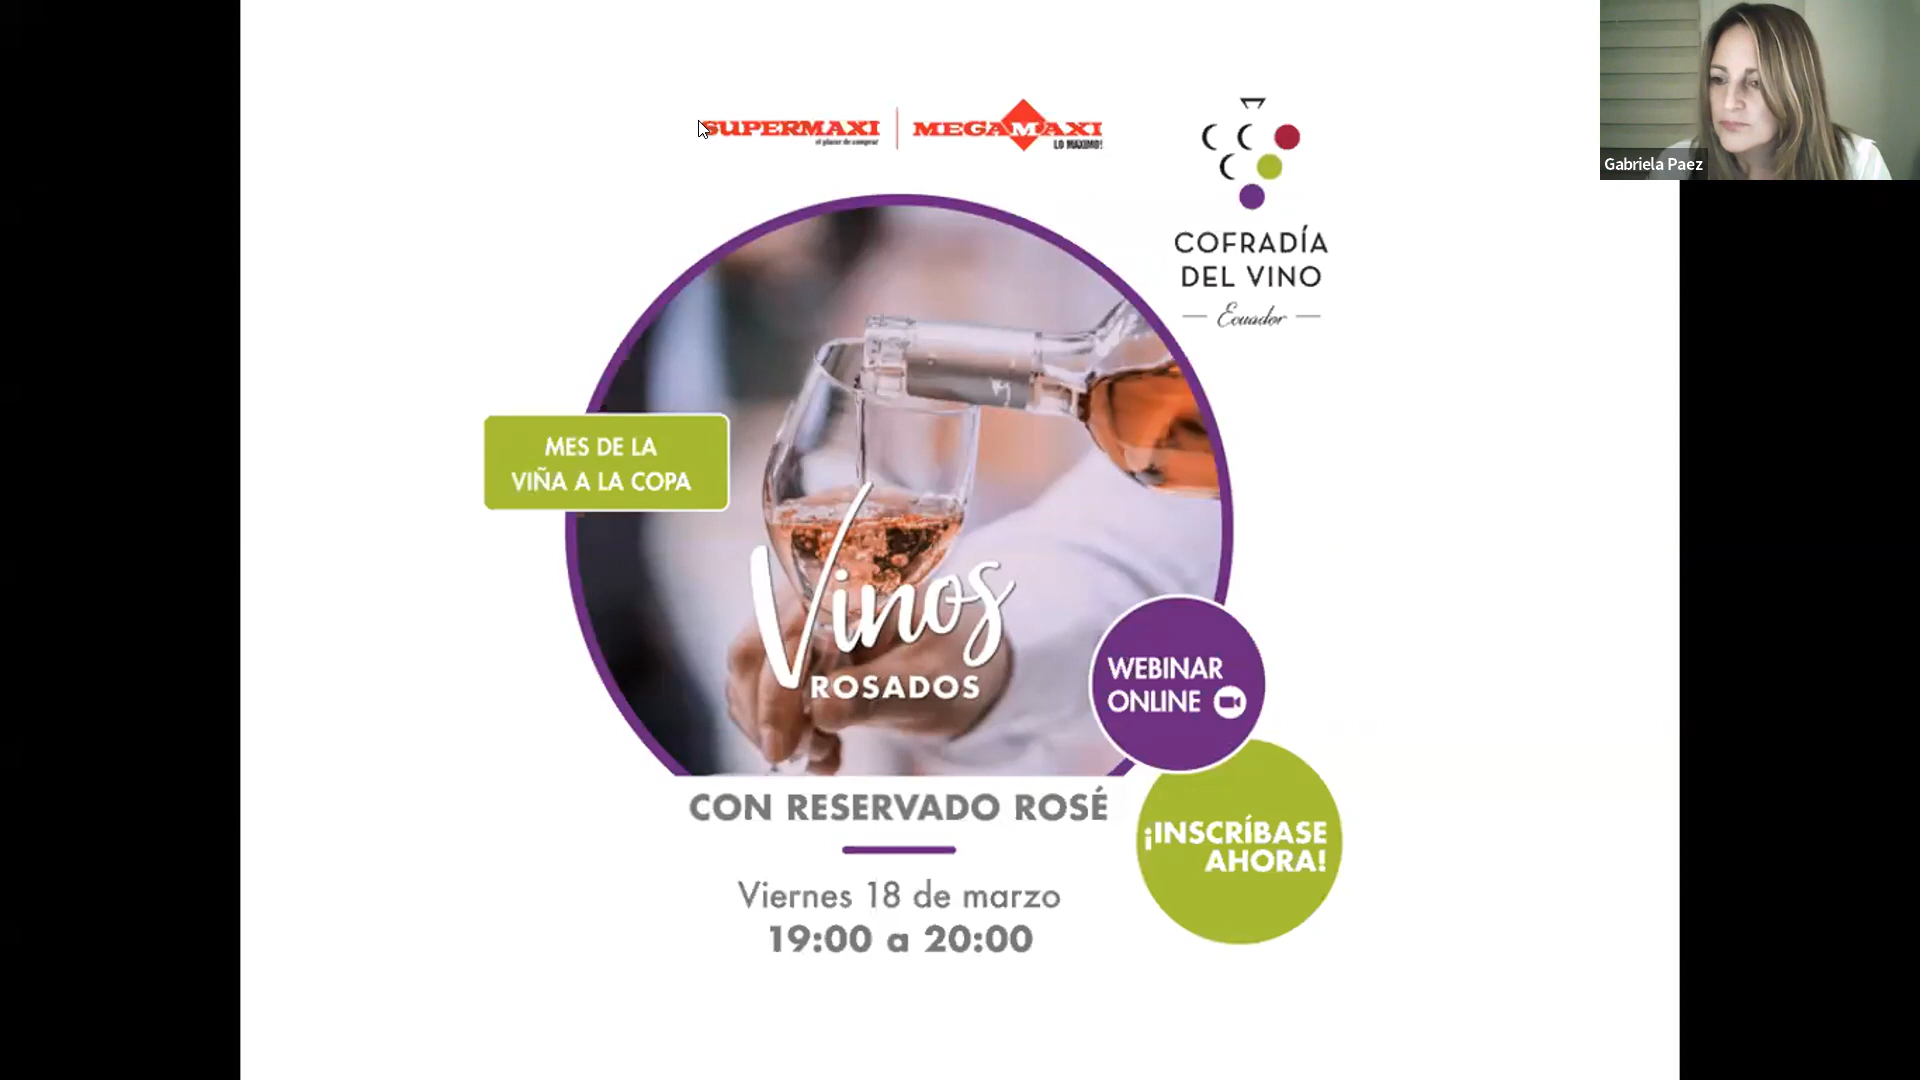 SUPERMAXI
el placer de comprar
MEGAMAXI
LO MAXIMO!
COFRADÍA
DEL VINO
Ecuador
Gabriela Paez
MES DE LA
VIÑA A LA COPA
Vinos
ROSADOS
WEBINAR
ONLINE
CON RESERVADO ROSÉ
¡INSCRÍBASE
AHORA!
Viernes 18 de marzo
19:00 a 20:00